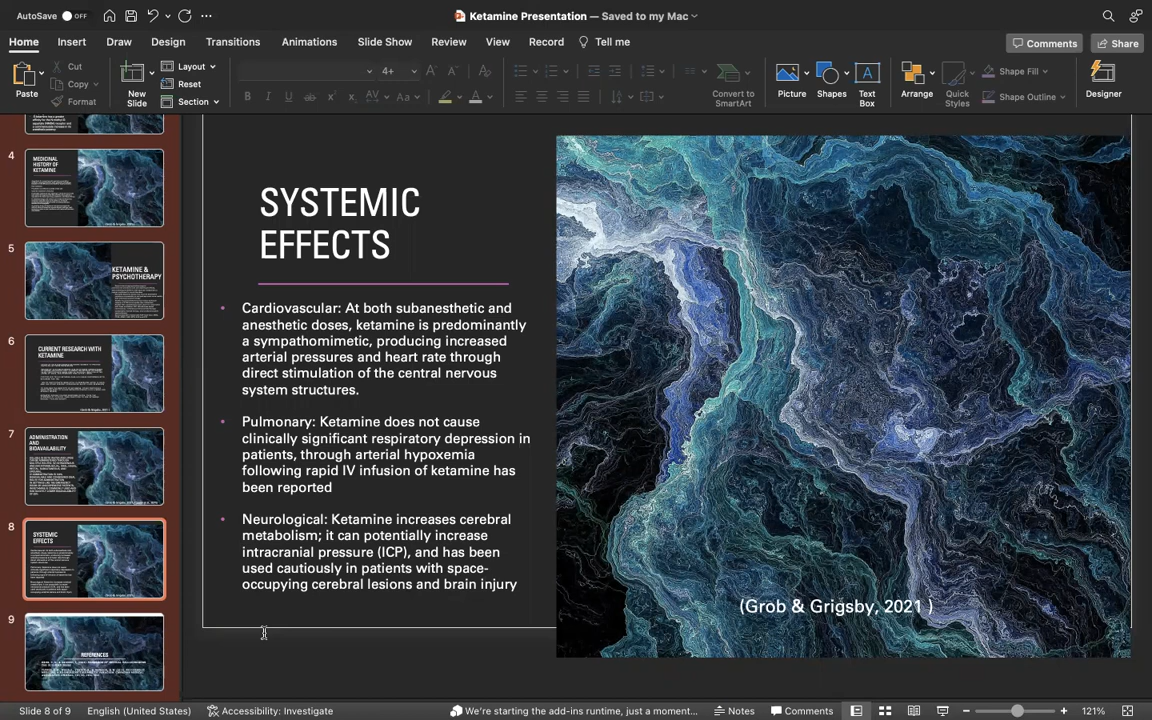 AutoSave OFF
Ketamine Presentation — Saved to my Mac
Home Insert Draw Design Transitions Animations Slide Show Review View Record Tell me
Comments Share
Paste
Cut
Copy
Format
New Slide
Layout
Reset
Section
4+
Convert to SmartArt
Picture
Shapes
Text Box
Arrange
Quick Styles
Shape Fill
Shape Outline
Designer
4
MEDICINAL
HISTORY OF
KETAMINE
5
KETAMINE &
PSYCHOTHERAPY
6
CURRENT RESEARCH WITH
KETAMINE
7
ADMINISTRATION
AND
BIOAVAILABILITY
8
SYSTEMIC
EFFECTS
9
REFERENCES
SYSTEMIC
EFFECTS
• Cardiovascular: At both subanesthetic and
anesthetic doses, ketamine is predominantly
a sympathomimetic, producing increased
arterial pressures and heart rate through
direct stimulation of the central nervous
system structures.
• Pulmonary: Ketamine does not cause
clinically significant respiratory depression in
patients, through arterial hypoxemia
following rapid IV infusion of ketamine has
been reported
• Neurological: Ketamine increases cerebral
metabolism; it can potentially increase
intracranial pressure (ICP), and has been
used cautiously in patients with space-
occupying cerebral lesions and brain injury
(Grob & Grigsby, 2021 )
Slide 8 of 9
English (United States)
Accessibility: Investigate
We're starting the add-ins runtime, just a moment...
Notes
Comments
121%